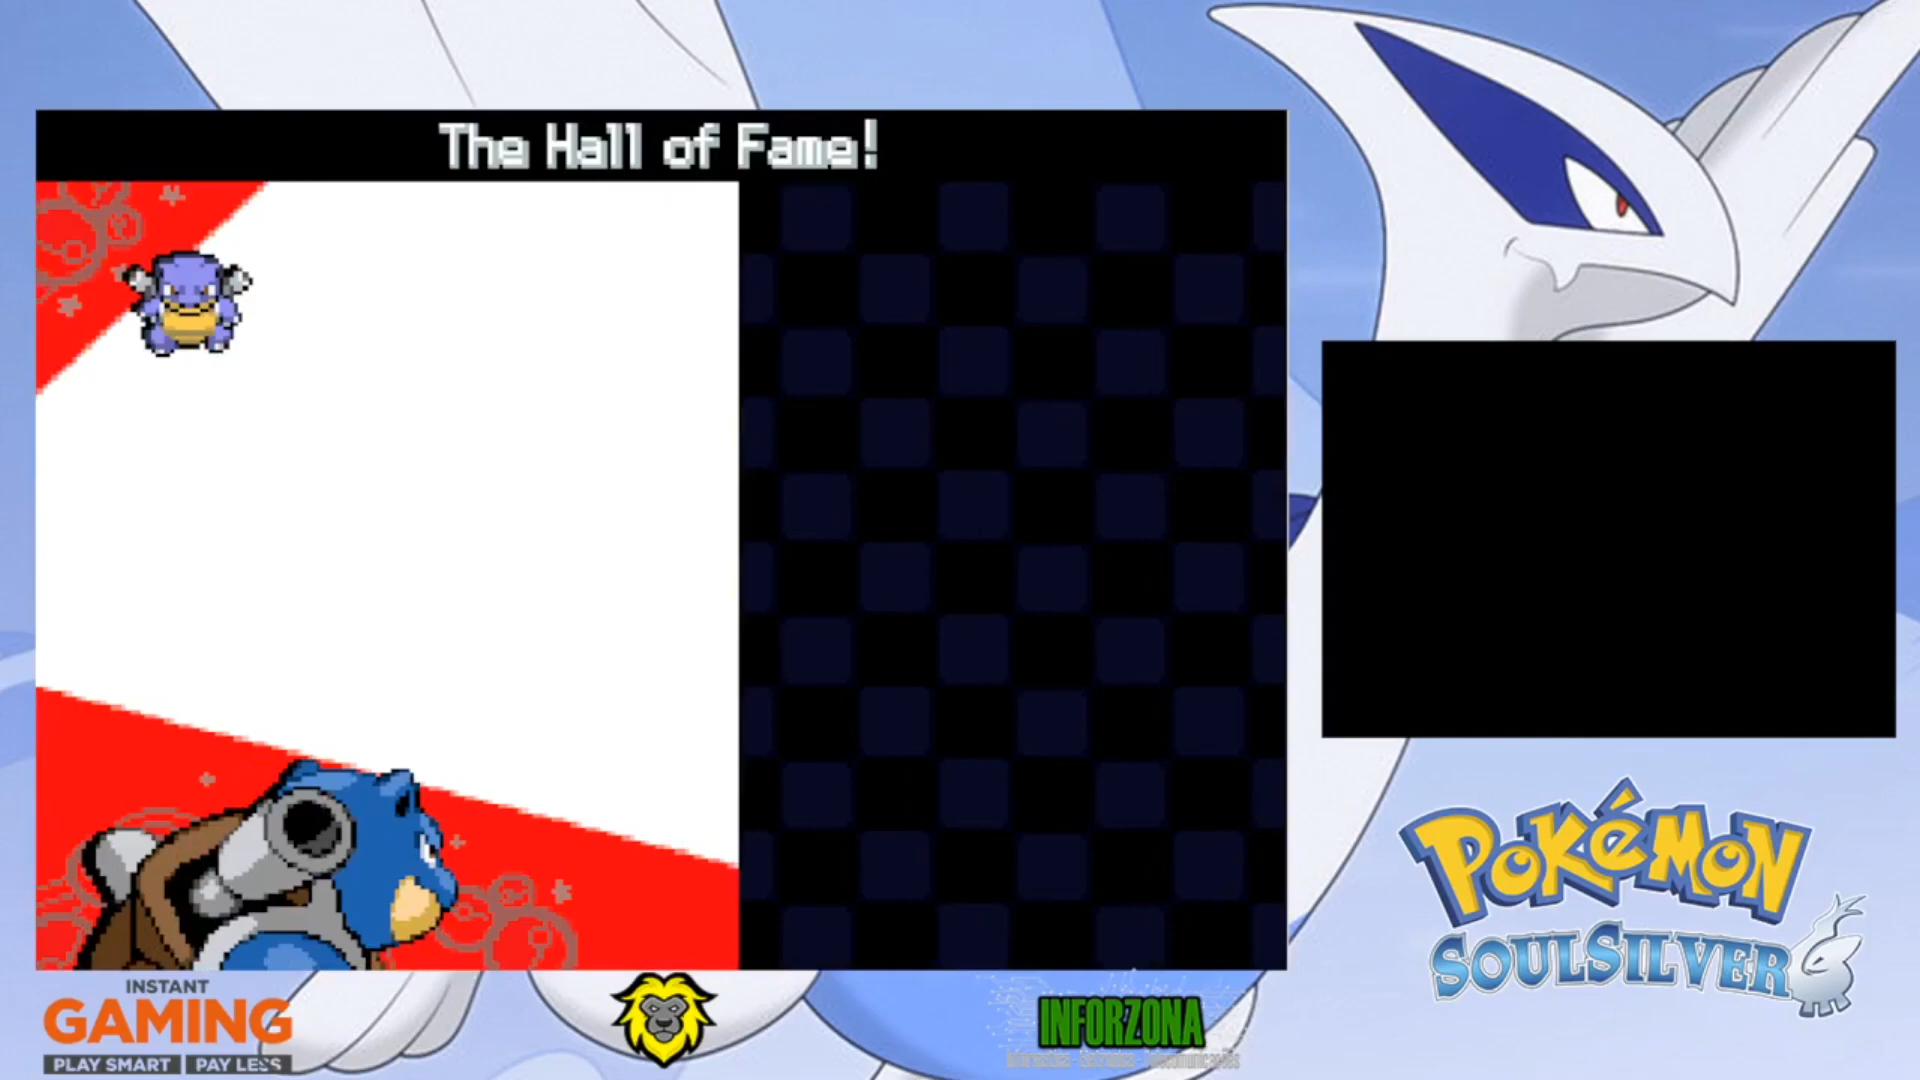 The Hall of Fame!
POKéMON
SOULSILVER
INSTANT
GAMING
PLAY SMART PAY LESS
INFORZONA